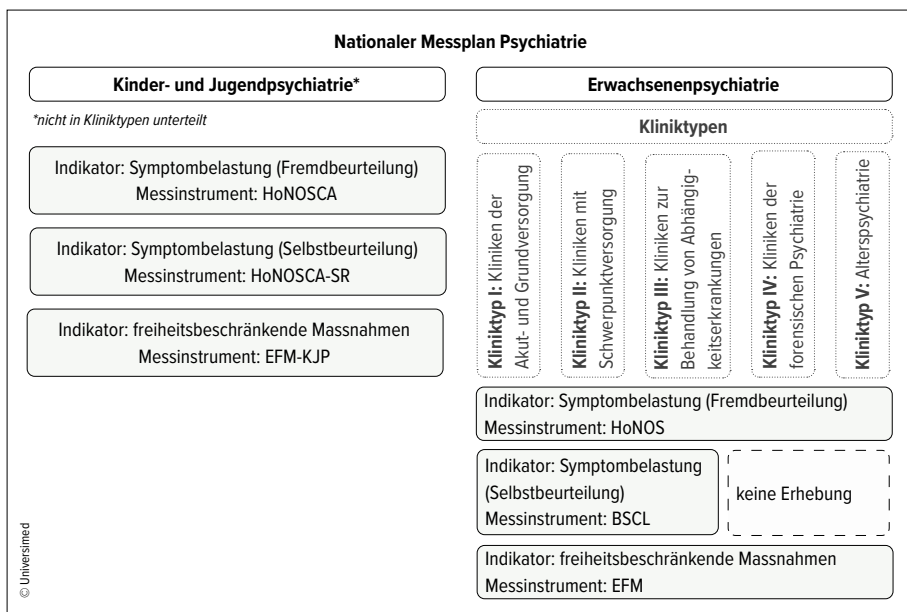 Nationaler Messplan Psychiatrie
Kinder- und Jugendpsychiatrie*
*nicht in Kliniktypen unterteilt
Indikator: Symptombelastung (Fremdbeurteilung)
Messinstrument: HoNOSCA
Indikator: Symptombelastung (Selbstbeurteilung)
Messinstrument: HoNOSCA-SR
Indikator: freiheitsbeschränkende Massnahmen
Messinstrument: EFM-KJP
Erwachsenenpsychiatrie
Kliniktypen
Kliniktyp I: Kliniken der
Akut- und Grundversorgung
Kliniktyp II: Kliniken mit
Schwerpunktversorgung
Kliniktyp III: Kliniken zur
Behandlung von Abhängig-
keitserkrankungen
Kliniktyp IV: Kliniken der
forensischen Psychiatrie
Kliniktyp V: Alterspsychiatrie
Indikator: Symptombelastung (Fremdbeurteilung)
Messinstrument: HoNOS
Indikator: Symptombelastung
(Selbstbeurteilung)
Messinstrument: BSCL
keine Erhebung
Indikator: freiheitsbeschränkende Massnahmen
Messinstrument: EFM
© Universimed